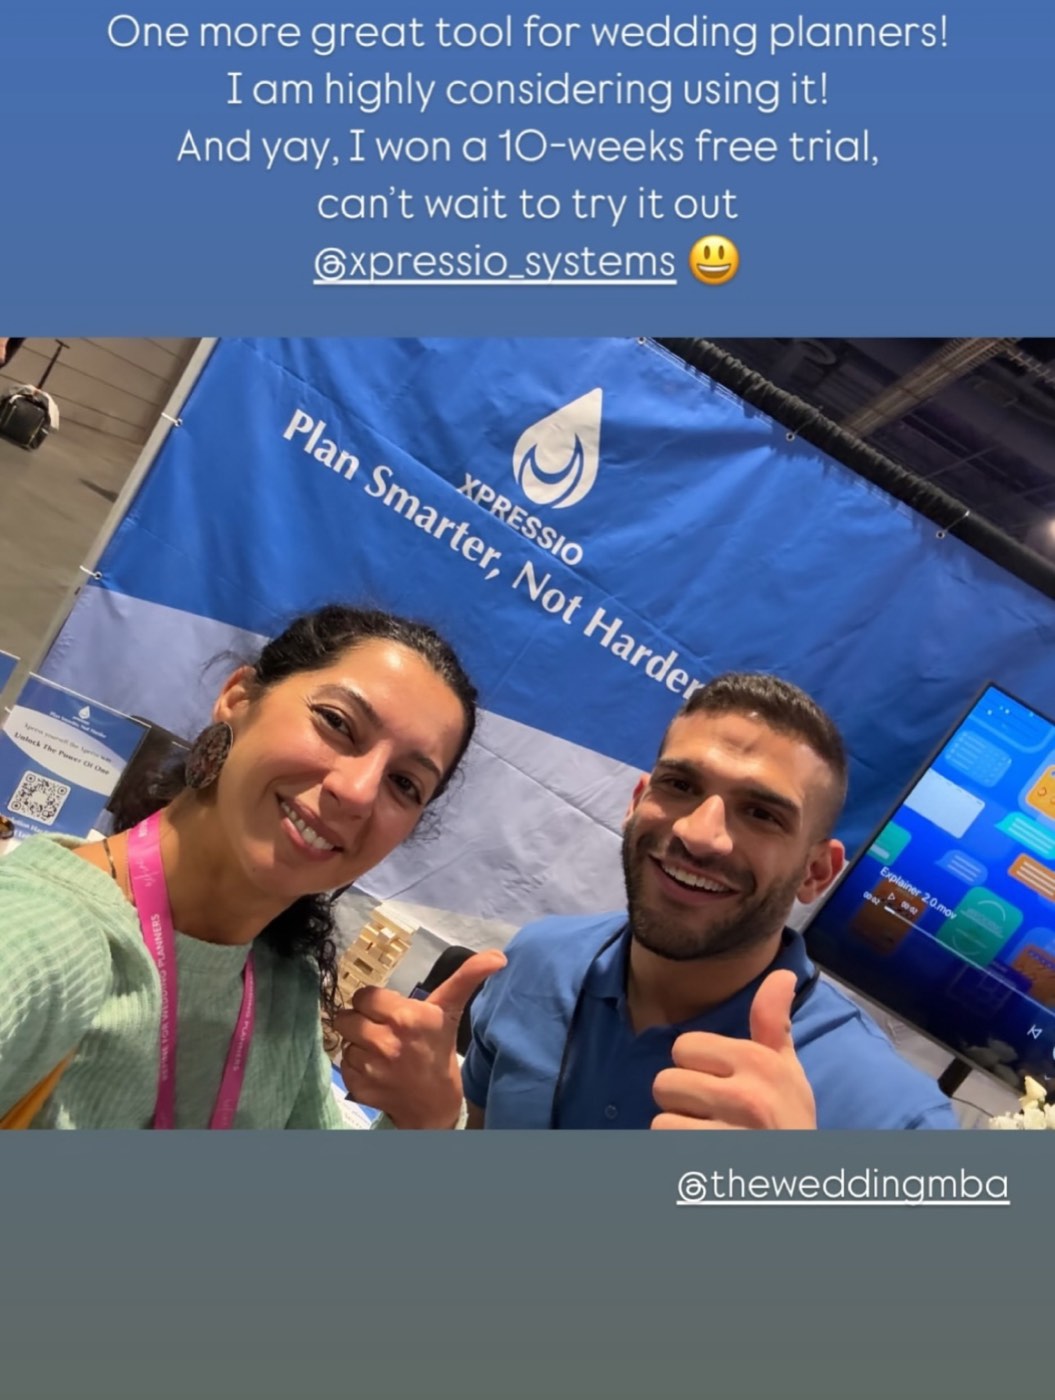 One more great tool for wedding planners!
I am highly considering using it!
And yay, I won a 10-weeks free trial,
can't wait to try it out
@xpressio_systems 😃
XPRESSIO
Plan Smarter, Not Harder
Unlock The Power Of One
Explainer 2.0.mov
WEDDING PLANNERS
@theweddingmba